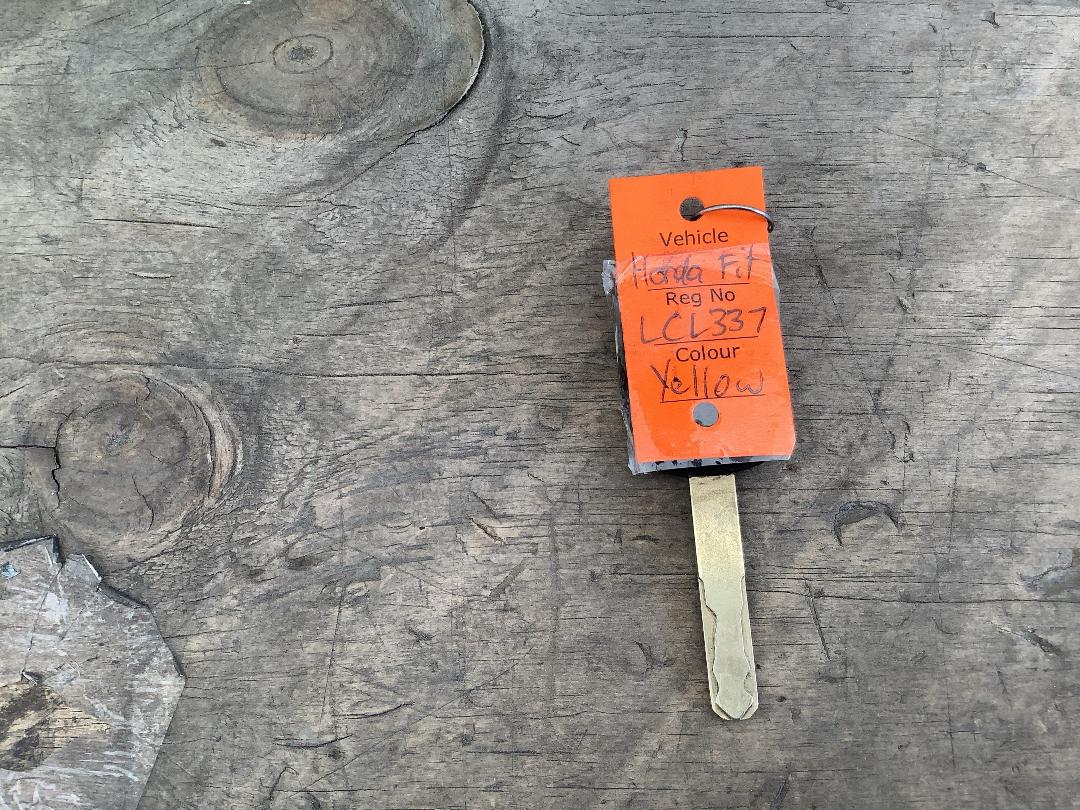 Vehicle
Honda Fit
Reg No
LCL337
Colour
Yellow